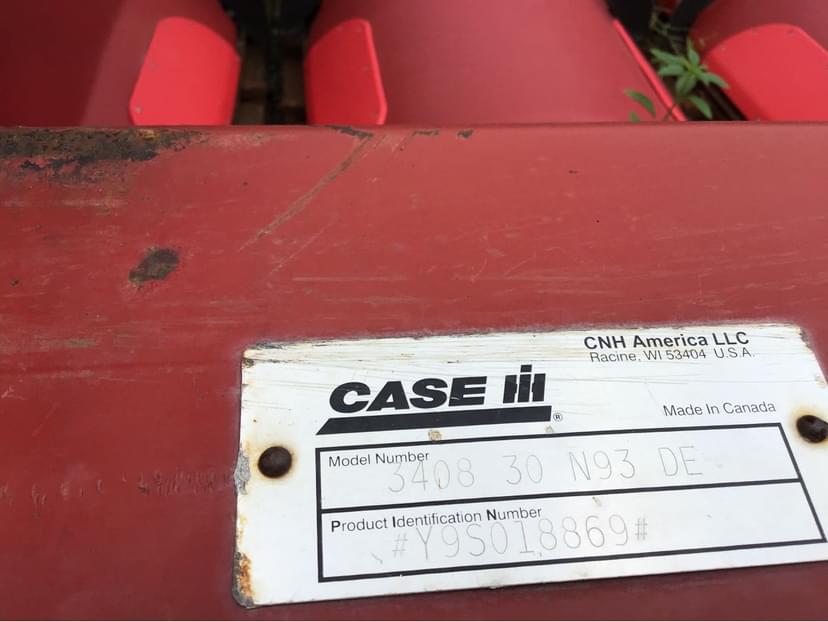 CNH America LLC
Racine, WI 53404 U.S.A.
CASE IH ®
Made In Canada
Model Number
3408 30 N93 DE
Product Identification Number
#Y9S018869#